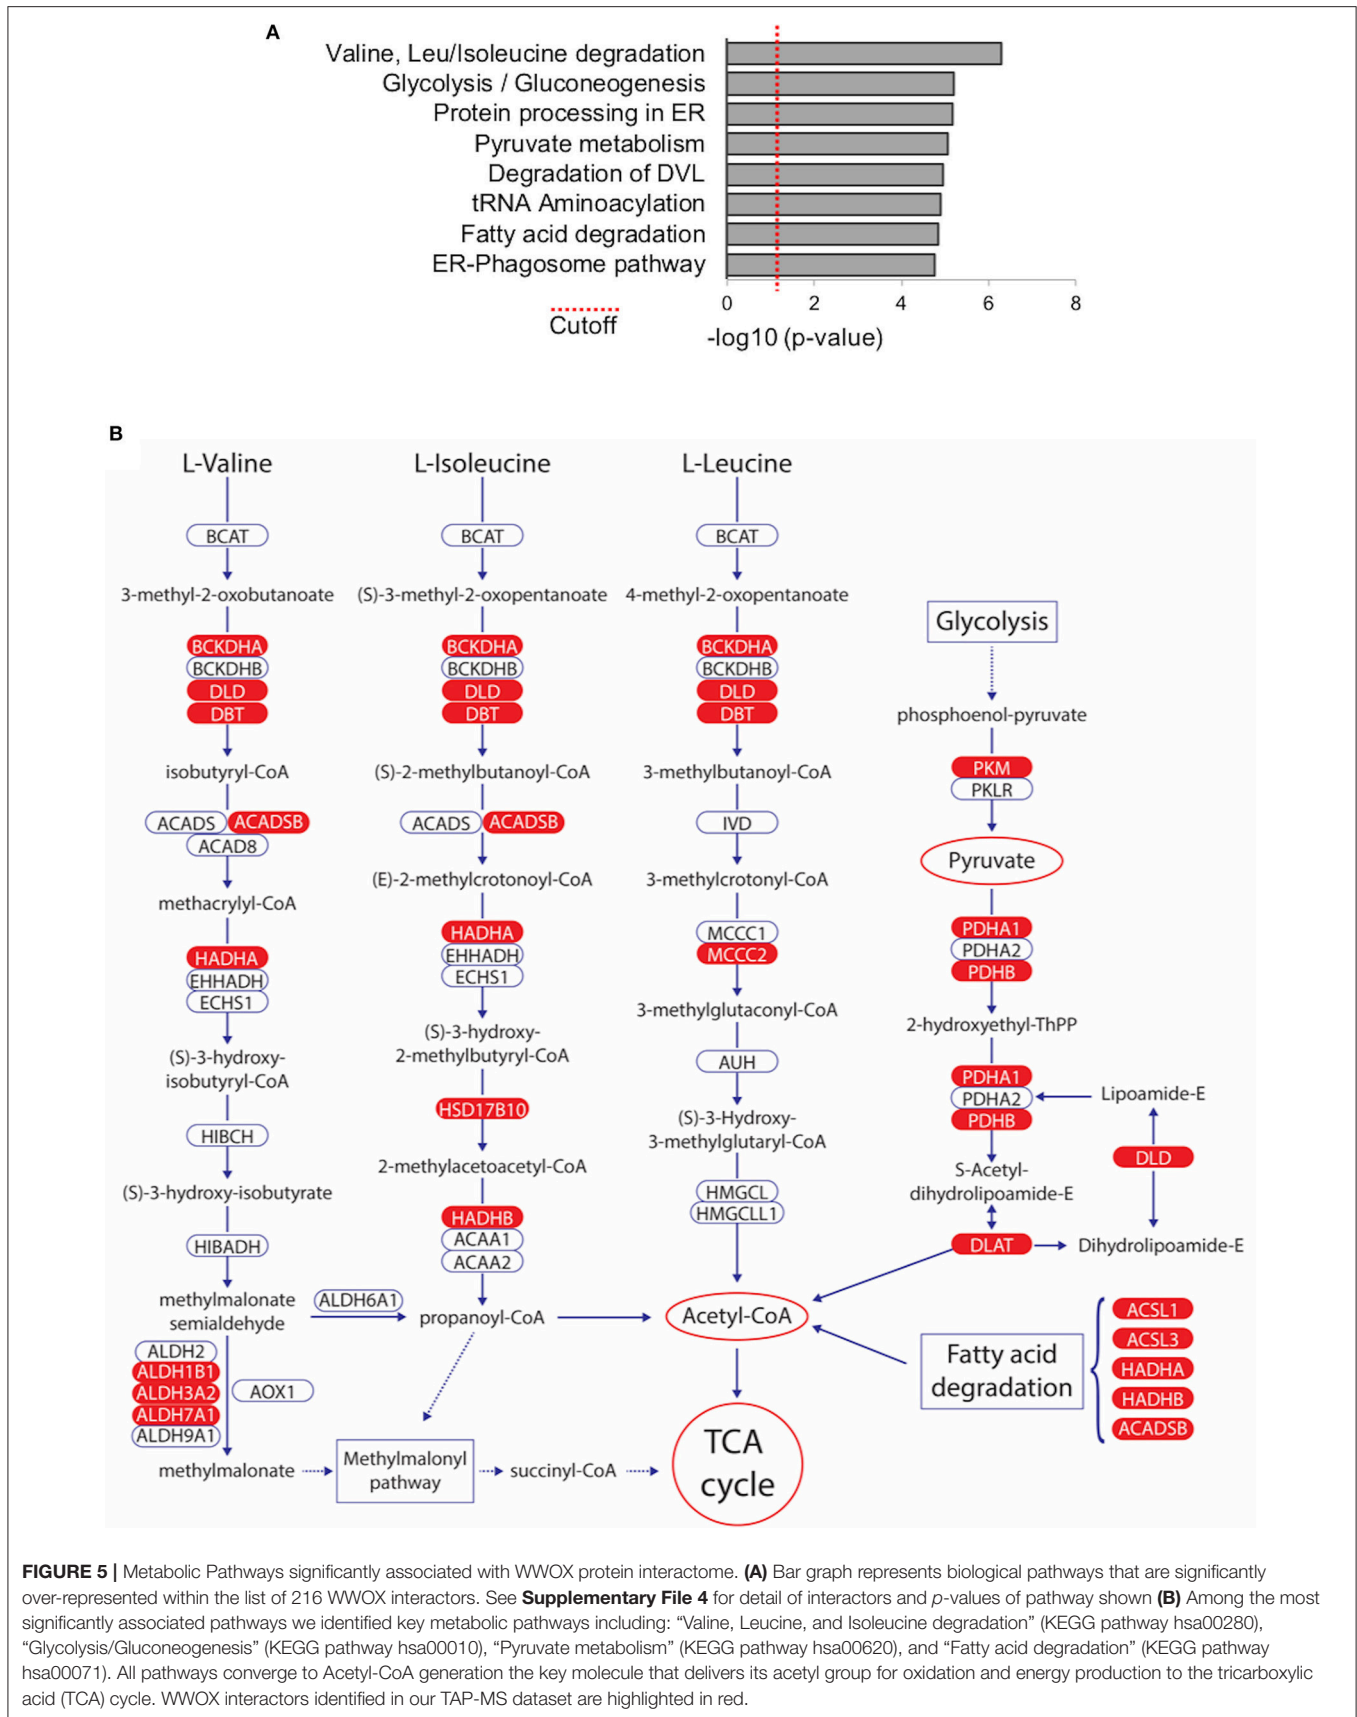 A
Valine, Leu/Isoleucine degradation
Glycolysis / Gluconeogenesis
Protein processing in ER
Pyruvate metabolism
Degradation of DVL
tRNA Aminoacylation
Fatty acid degradation
ER-Phagosome pathway
0 2 4 6 8
Cutoff
-log10 (p-value)
B
L-Valine
BCAT
3-methyl-2-oxobutanoate
BCKDHA
BCKDHB
DLD
DBT
isobutyryl-CoA
ACADS ACADSB
ACAD8
methacrylyl-CoA
HADHA
EHHADH
ECHS1
(S)-3-hydroxy-
isobutyryl-CoA
HIBCH
(S)-3-hydroxy-isobutyrate
HIBADH
methylmalonate
semialdehyde
ALDH6A1
ALDH2
ALDH1B1
ALDH3A2
ALDH7A1
ALDH9A1
AOX1
methylmalonate
L-Isoleucine
BCAT
(S)-3-methyl-2-oxopentanoate
BCKDHA
BCKDHB
DLD
DBT
(S)-2-methylbutanoyl-CoA
ACADS ACADSB
(E)-2-methylcrotonoyl-CoA
HADHA
EHHADH
ECHS1
(S)-3-hydroxy-
2-methylbutyryl-CoA
HSD17B10
2-methylacetoacetyl-CoA
HADHB
ACAA1
ACAA2
propanoyl-CoA
Methylmalonyl
pathway
succinyl-CoA
L-Leucine
BCAT
4-methyl-2-oxopentanoate
BCKDHA
BCKDHB
DLD
DBT
3-methylbutanoyl-CoA
IVD
3-methylcrotonyl-CoA
MCCC1
MCCC2
3-methylglutaconyl-CoA
AUH
(S)-3-Hydroxy-
3-methylglutaryl-CoA
HMGCL
HMGCLL1
Acetyl-CoA
TCA
cycle
Glycolysis
phosphoenol-pyruvate
PKM
PKLR
Pyruvate
PDHA1
PDHA2
PDHB
2-hydroxyethyl-ThPP
PDHA1
PDHA2
PDHB
Lipoamide-E
DLD
S-Acetyl-
dihydrolipoamide-E
DLAT
Dihydrolipoamide-E
Fatty acid
degradation
ACSL1
ACSL3
HADHA
HADHB
ACADSB
FIGURE 5 | Metabolic Pathways significantly associated with WWOX protein interactome. (A) Bar graph represents biological pathways that are significantly
over-represented within the list of 216 WWOX interactors. See Supplementary File 4 for detail of interactors and p-values of pathway shown (B) Among the most
significantly associated pathways we identified key metabolic pathways including: “Valine, Leucine, and Isoleucine degradation” (KEGG pathway hsa00280),
“Glycolysis/Gluconeogenesis” (KEGG pathway hsa00010), “Pyruvate metabolism” (KEGG pathway hsa00620), and “Fatty acid degradation” (KEGG pathway
hsa00071). All pathways converge to Acetyl-CoA generation the key molecule that delivers its acetyl group for oxidation and energy production to the tricarboxylic
acid (TCA) cycle. WWOX interactors identified in our TAP-MS dataset are highlighted in red.